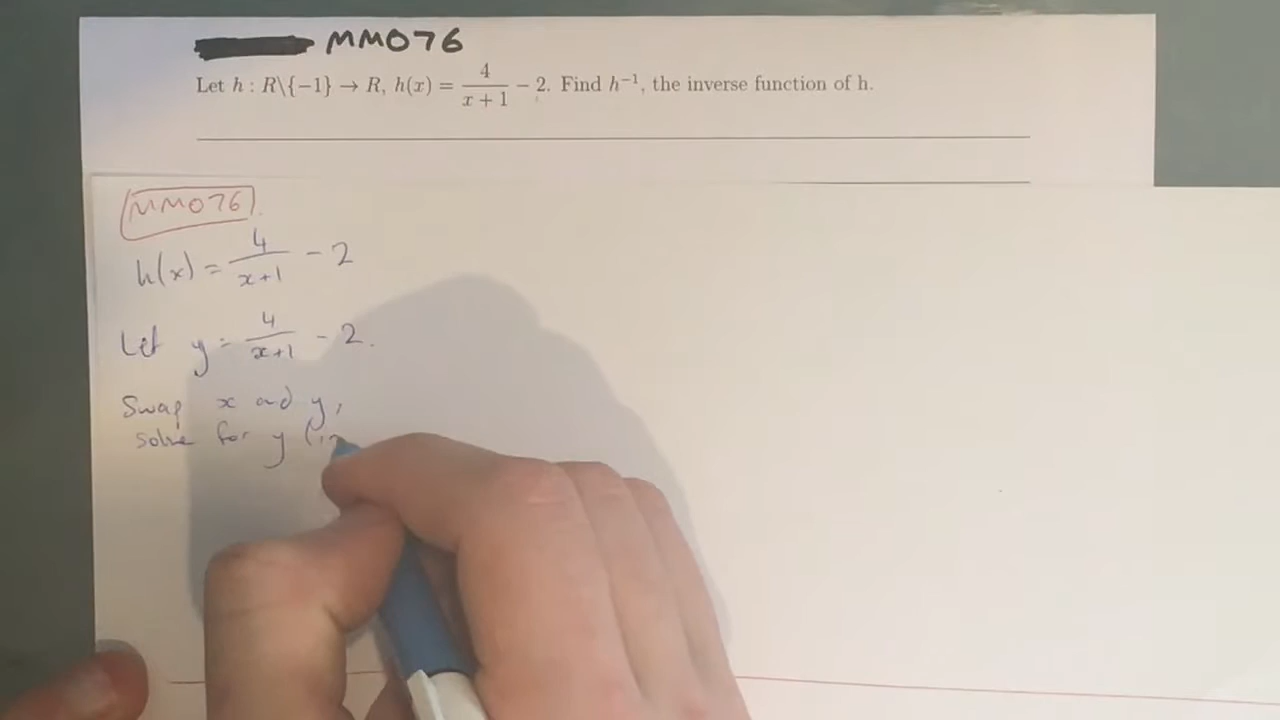 MM076
Let h : R\{−1} → R, h(x) = 4/(x + 1) − 2. Find h⁻¹, the inverse function of h.
MM076
h(x) = 4/(x+1) − 2
Let y = 4/(x+1) − 2.
Swap x and y,
solve for y (in